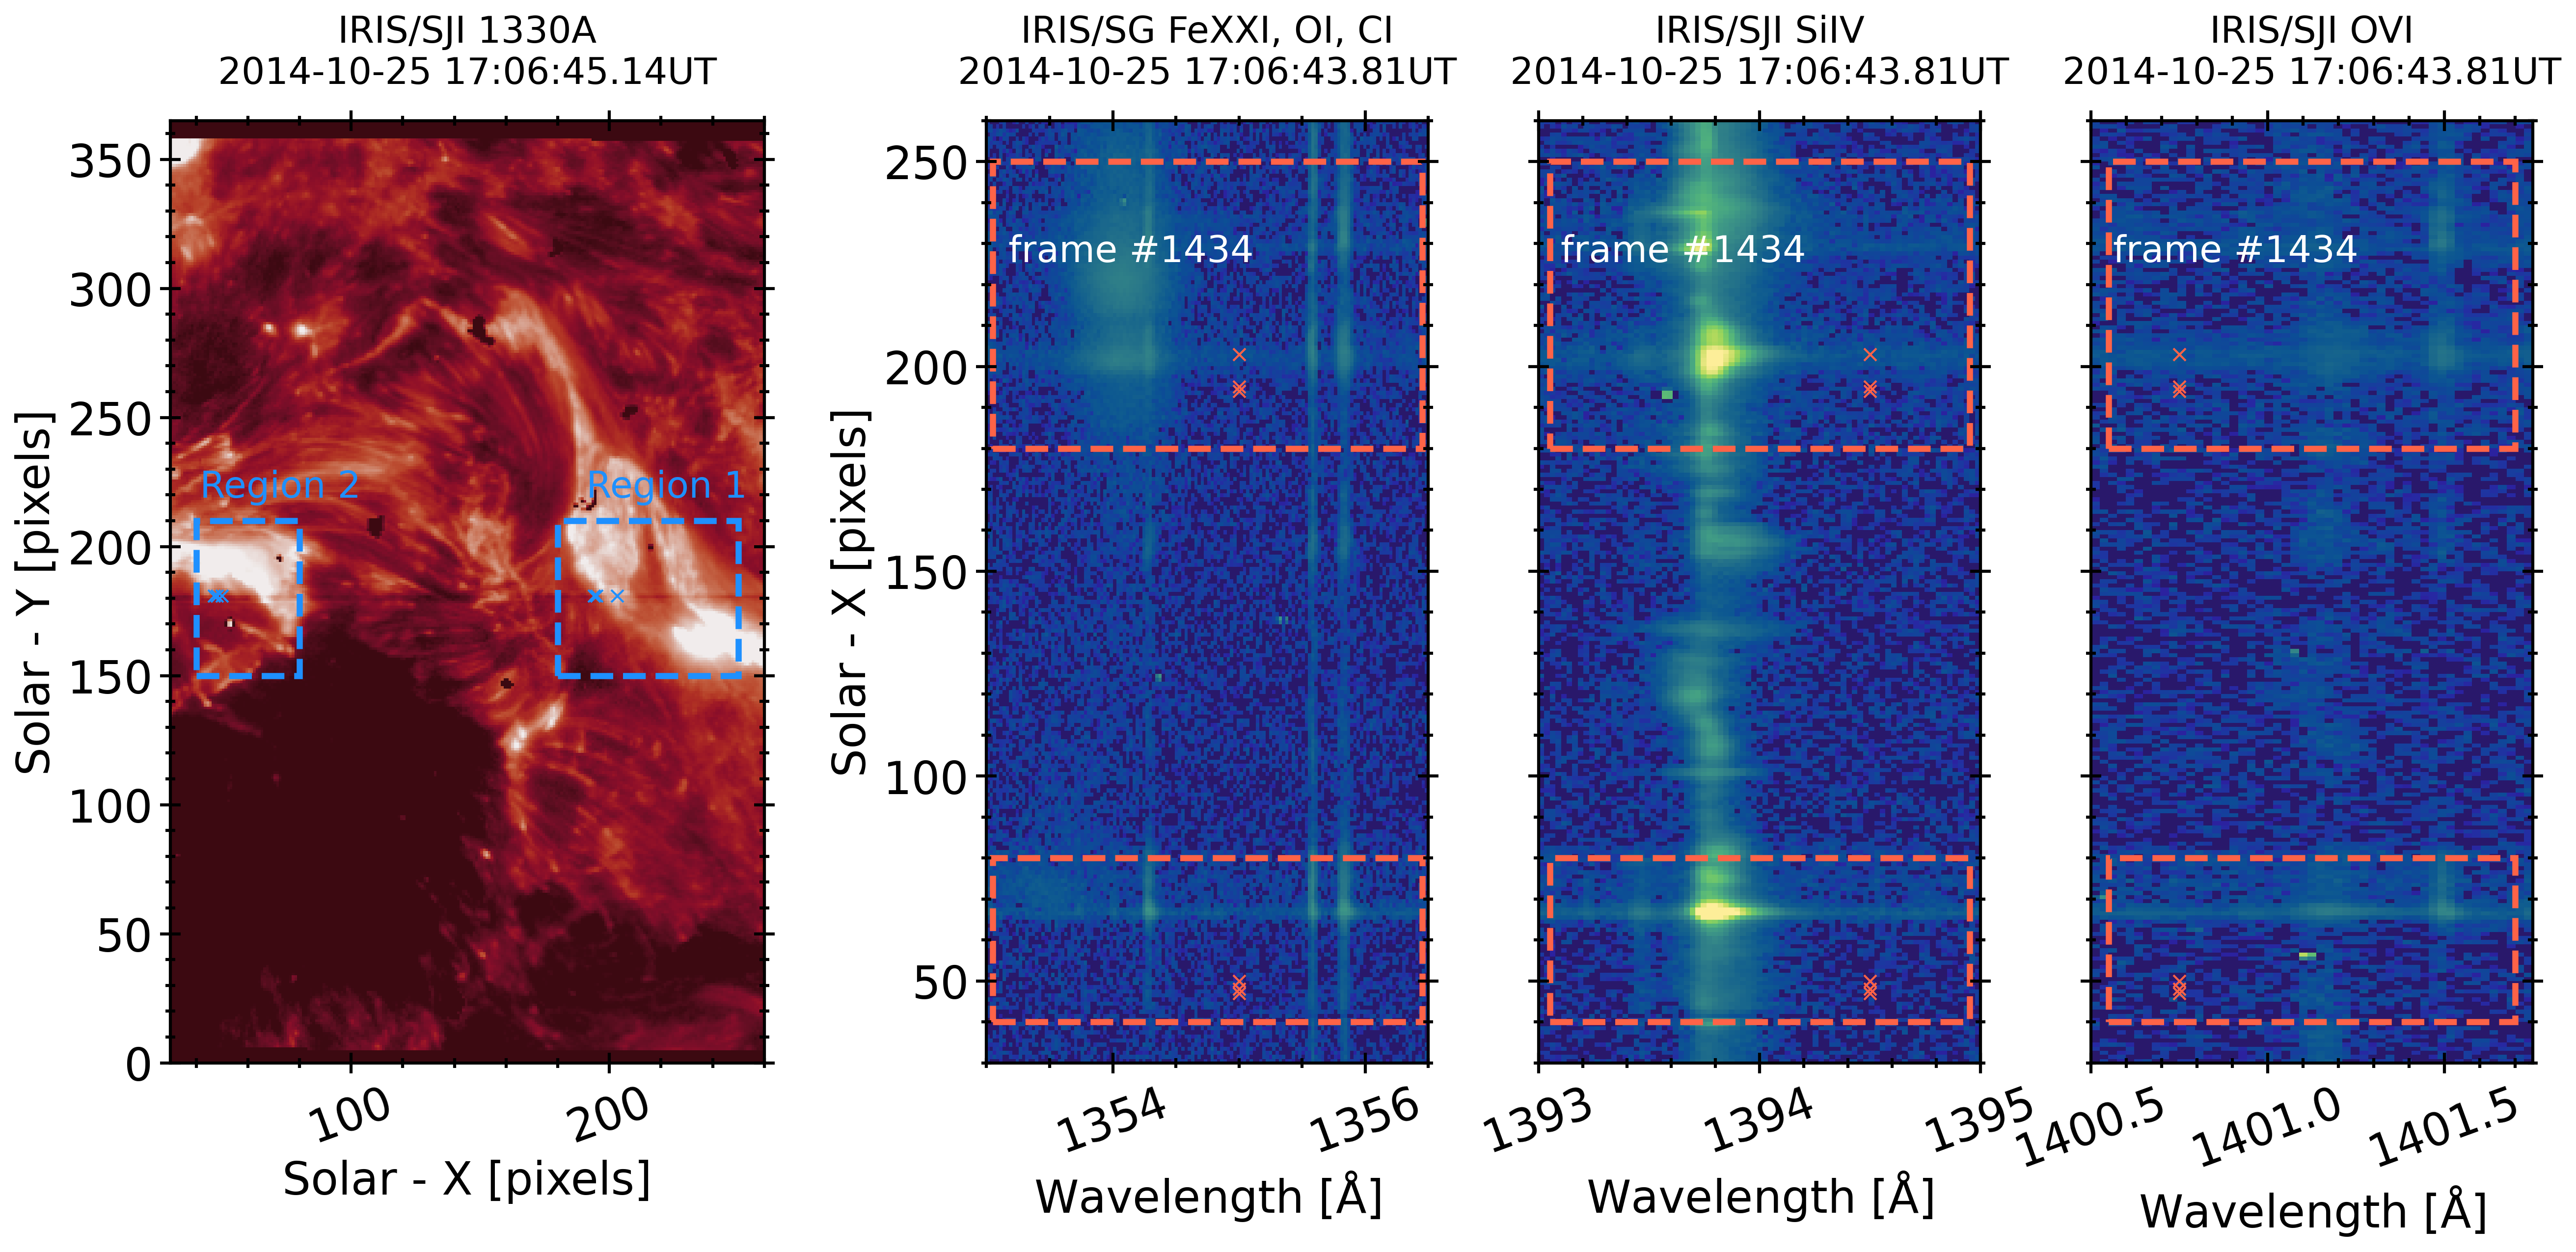 IRIS/SJI 1330A
2014-10-25 17:06:45.14UT
Solar - Y [pixels]
350
300
250
200
150
100
50
0
Region 2
Region 1
100
200
Solar - X [pixels]
IRIS/SG FeXXI, OI, CI
2014-10-25 17:06:43.81UT
Solar - X [pixels]
250
200
150
100
50
frame #1434
1354
1356
Wavelength [Å]
IRIS/SJI SiIV
2014-10-25 17:06:43.81UT
frame #1434
1393
1394
1395
Wavelength [Å]
IRIS/SJI OVI
2014-10-25 17:06:43.81UT
frame #1434
1400.5
1401.0
1401.5
Wavelength [Å]